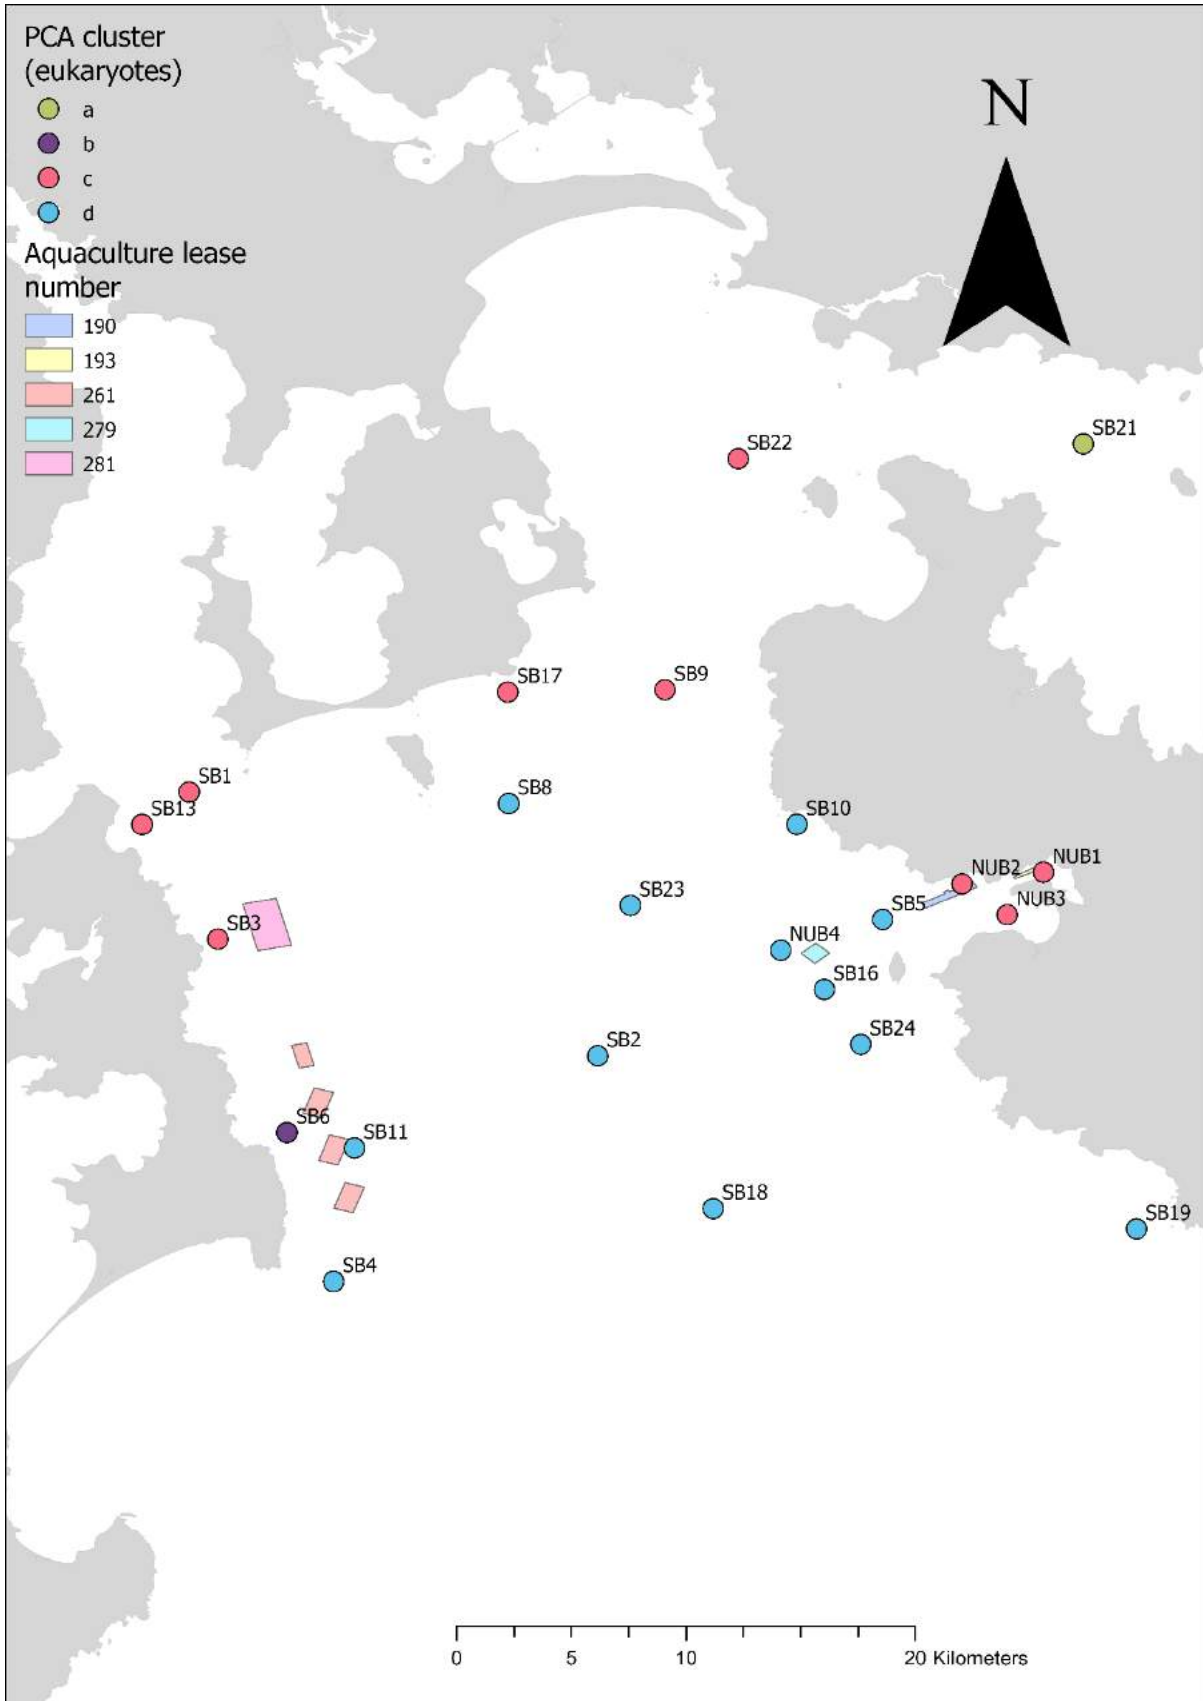 PCA cluster
(eukaryotes)
a
b
c
d
Aquaculture lease
number
190
193
261
279
281
N
SB21
SB22
SB17
SB9
SB1
SB13
SB8
SB10
NUB2
NUB1
SB23
SB5
NUB3
SB3
NUB4
SB16
SB24
SB2
SB6
SB11
SB18
SB19
SB4
0 5 10 20 Kilometers